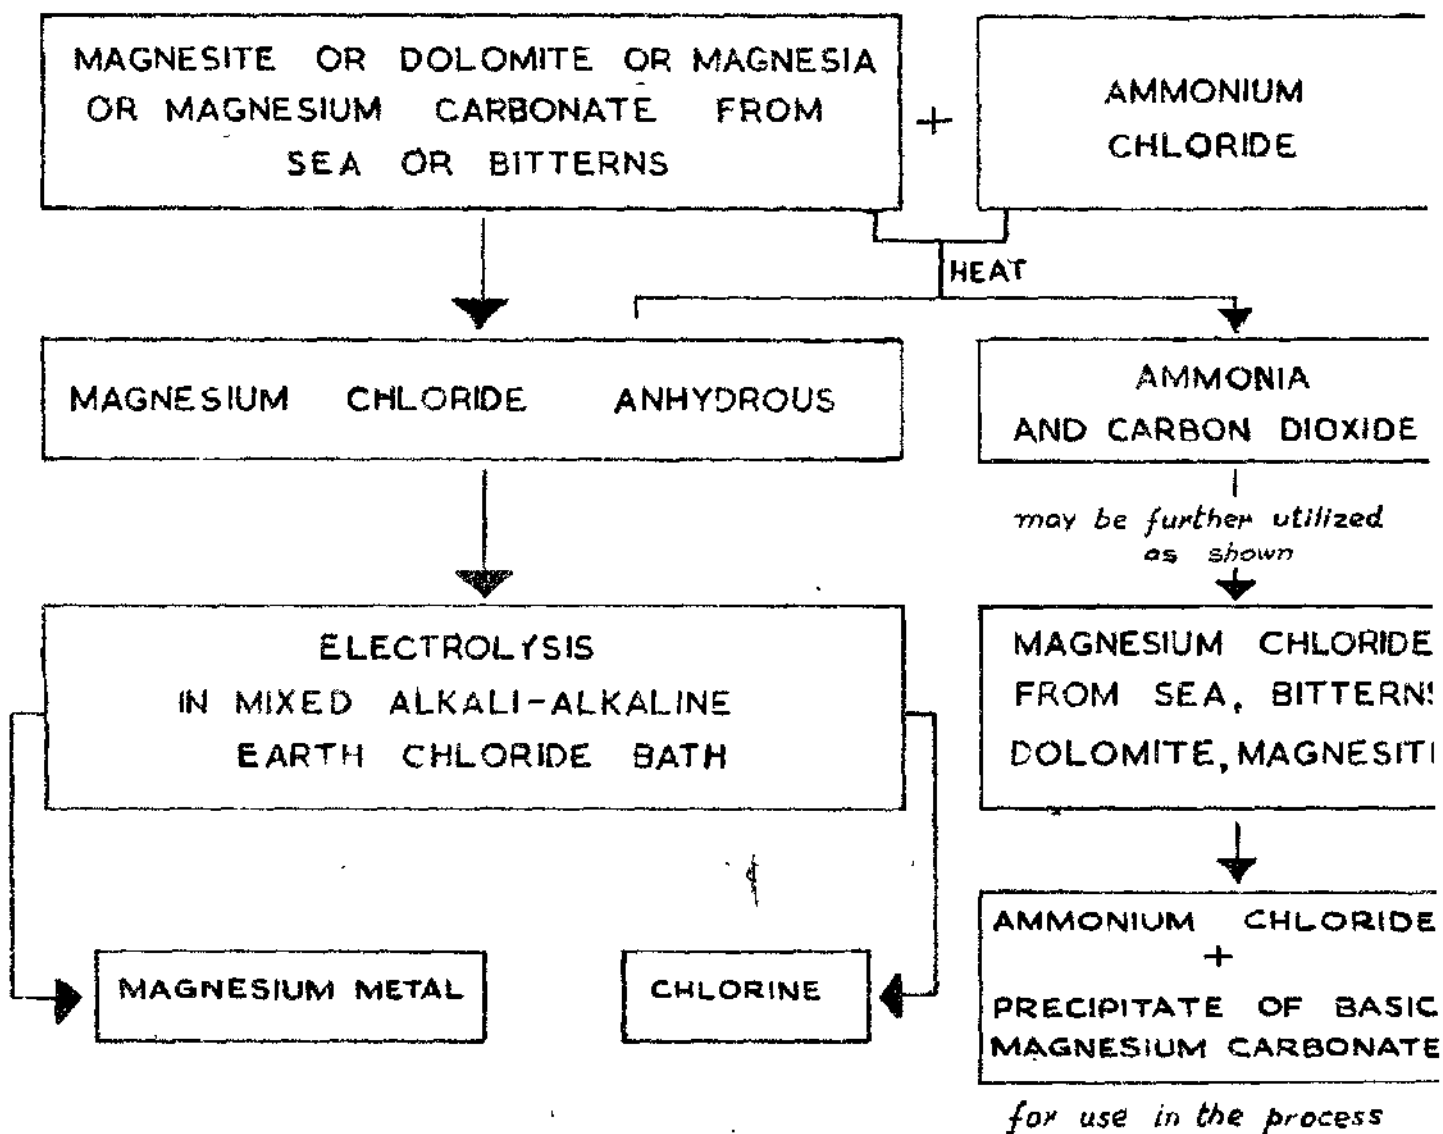 MAGNESITE OR DOLOMITE OR MAGNESIA
OR MAGNESIUM CARBONATE FROM
SEA OR BITTERNS
+
AMMONIUM
CHLORIDE
HEAT
MAGNESIUM CHLORIDE ANHYDROUS
AMMONIA
AND CARBON DIOXIDE
may be further utilized
as shown
ELECTROLYSIS
IN MIXED ALKALI-ALKALINE
EARTH CHLORIDE BATH
MAGNESIUM CHLORIDE
FROM SEA, BITTERNS
DOLOMITE, MAGNESIT
MAGNESIUM METAL
CHLORINE
AMMONIUM CHLORIDE
+
PRECIPITATE OF BASIC
MAGNESIUM CARBONATE
for use in the process